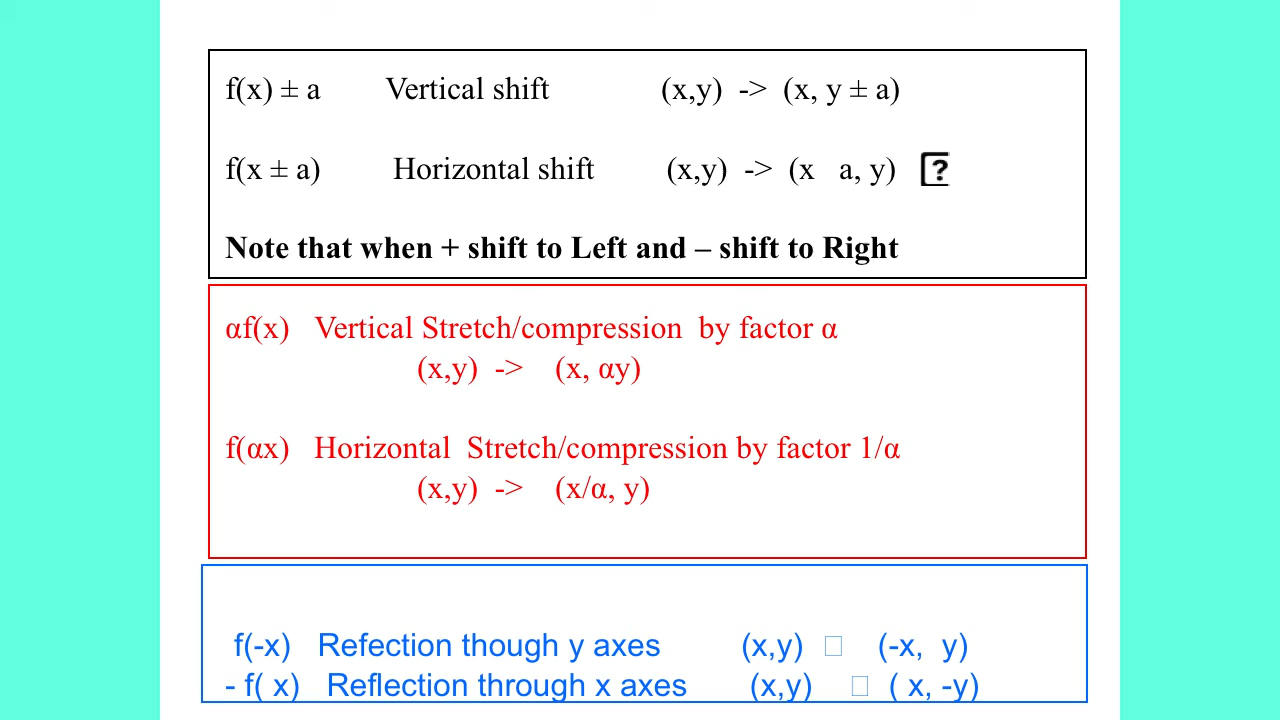 f(x) ± a Vertical shift (x,y) -> (x, y ± a)
f(x ± a) Horizontal shift (x,y) -> (x a, y) ?
Note that when + shift to Left and – shift to Right
αf(x) Vertical Stretch/compression by factor α
(x,y) -> (x, αy)
f(αx) Horizontal Stretch/compression by factor 1/α
(x,y) -> (x/α, y)
f(-x) Refection though y axes (x,y) □ (-x, y)
- f( x) Reflection through x axes (x,y) □ ( x, -y)